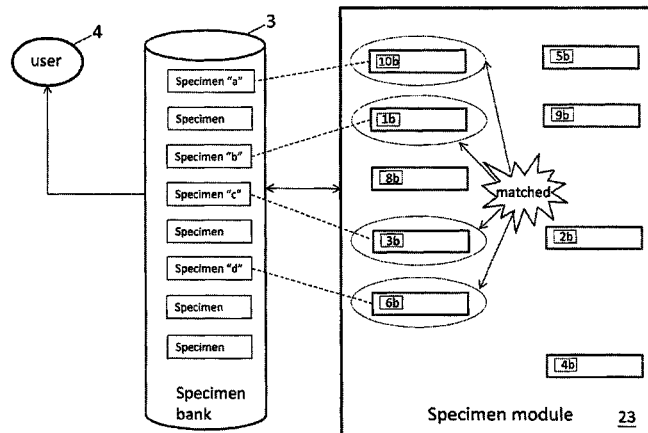 4
user
3
Specimen "a"
Specimen
Specimen "b"
Specimen "c"
Specimen
Specimen "d"
Specimen
Specimen
Specimen
bank
10b
1b
8b
3b
6b
matched
5b
9b
2b
4b
Specimen module
23